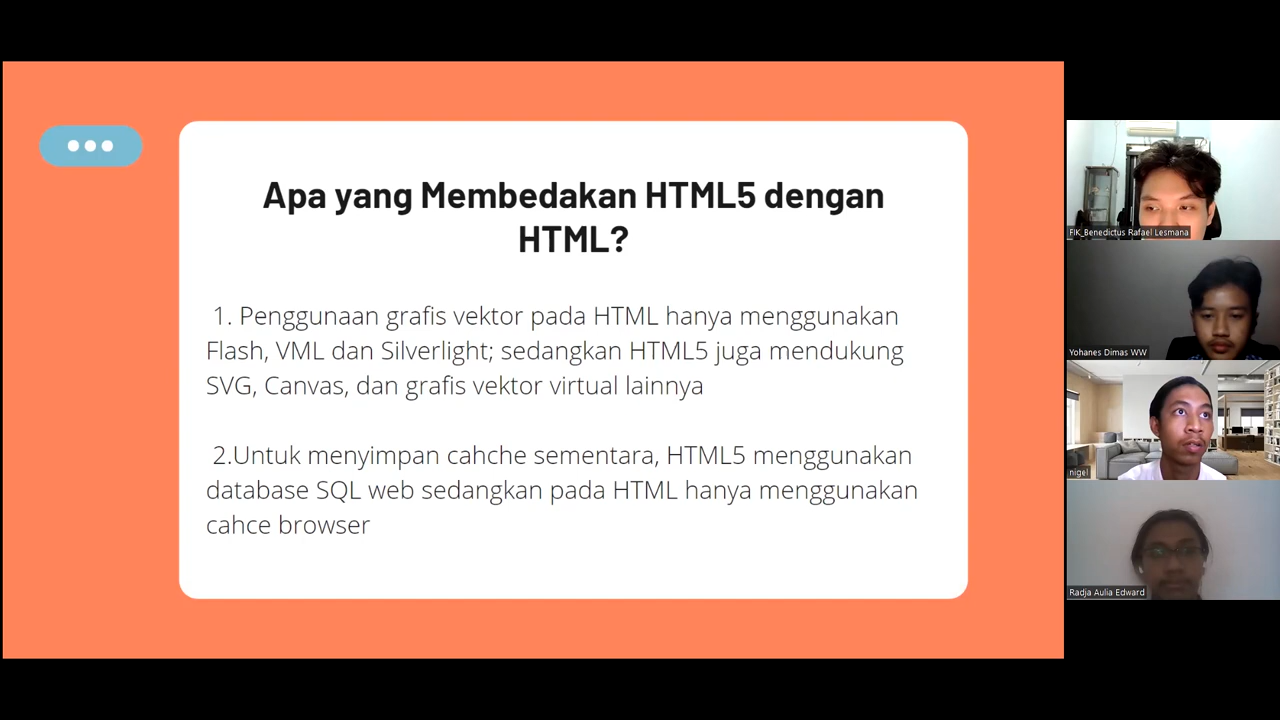 Apa yang Membedakan HTML5 dengan
HTML?
1. Penggunaan grafis vektor pada HTML hanya menggunakan
Flash, VML dan Silverlight; sedangkan HTML5 juga mendukung
SVG, Canvas, dan grafis vektor virtual lainnya
2.Untuk menyimpan cahche sementara, HTML5 menggunakan
database SQL web sedangkan pada HTML hanya menggunakan
cahce browser
FIK_Benedictus Rafael Lesmana
Yohanes Dimas WW
nigel
Radja Aulia Edward